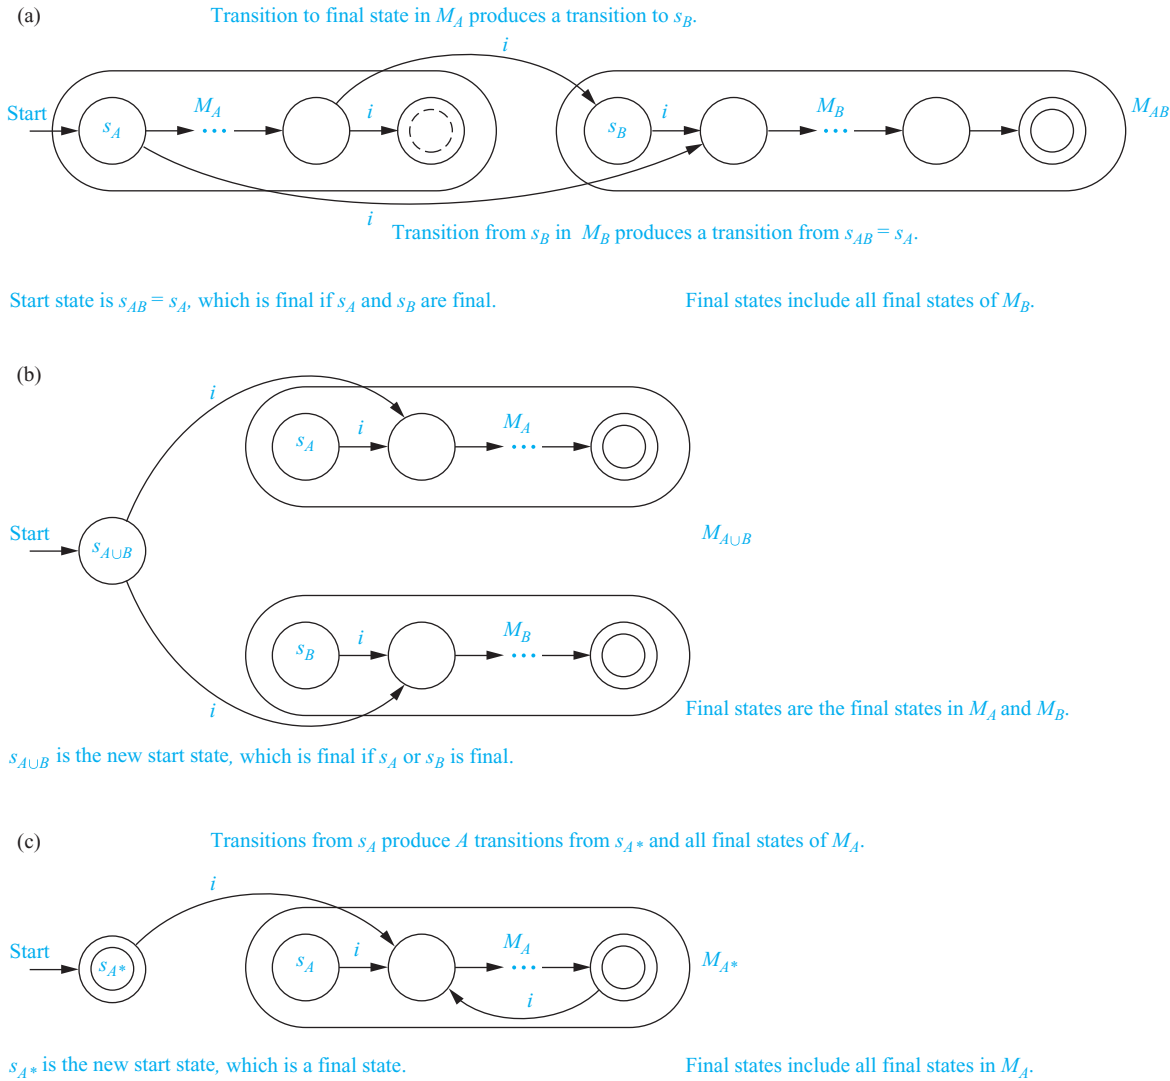 (a) Transition to final state in M_A produces a transition to s_B.
i
Start s_A M_A ... i s_B i M_B ... M_AB
i
Transition from s_B in M_B produces a transition from s_AB = s_A.
Start state is s_AB = s_A, which is final if s_A and s_B are final. Final states include all final states of M_B.
(b)
i
s_A i M_A ...
Start s_A∪B M_A∪B
s_B i M_B ...
i
Final states are the final states in M_A and M_B.
s_A∪B is the new start state, which is final if s_A or s_B is final.
(c) Transitions from s_A produce A transitions from s_A* and all final states of M_A.
i
Start s_A* s_A i M_A ... M_A*
i
s_A* is the new start state, which is a final state. Final states include all final states in M_A.